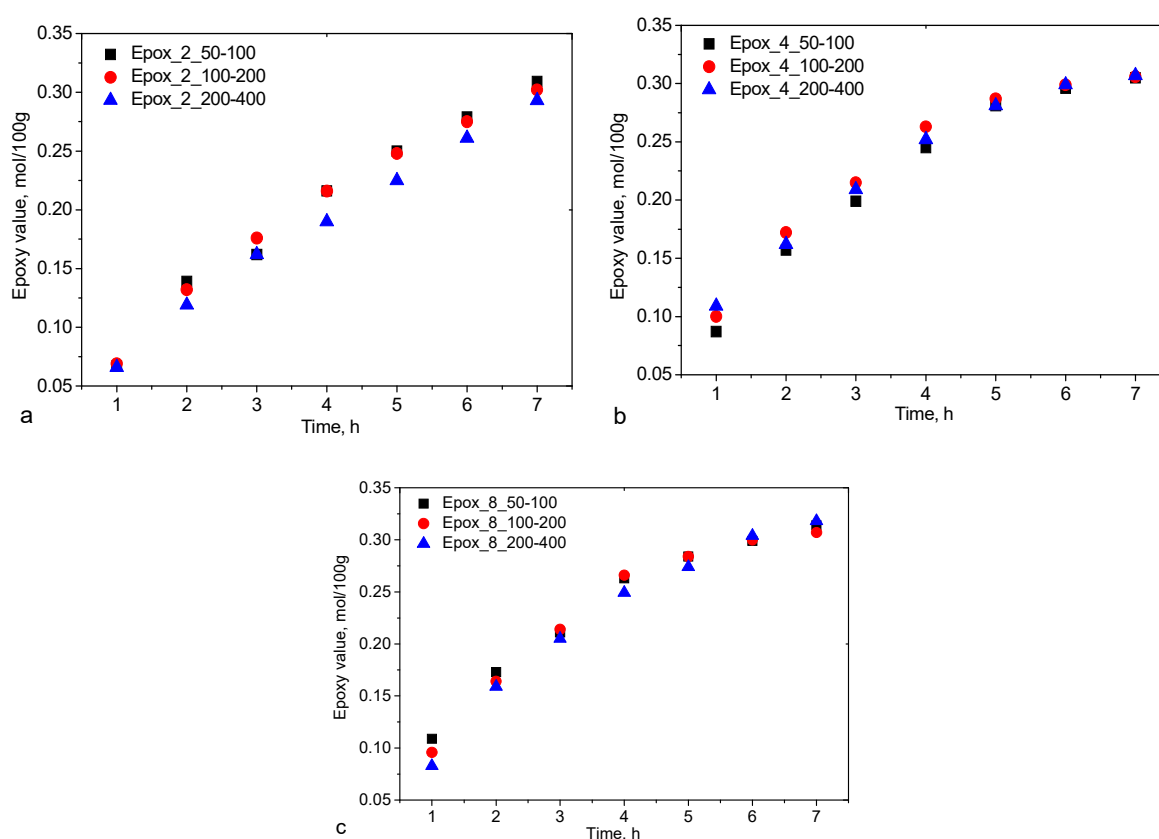 Epox_2_50-100
Epox_2_100-200
Epox_2_200-400
Epoxy value, mol/100g
0.35
0.30
0.25
0.20
0.15
0.10
0.05
1 2 3 4 5 6 7
Time, h
a
Epox_4_50-100
Epox_4_100-200
Epox_4_200-400
Epoxy value, mol/100g
0.35
0.30
0.25
0.20
0.15
0.10
0.05
1 2 3 4 5 6 7
Time, h
b
Epox_8_50-100
Epox_8_100-200
Epox_8_200-400
Epoxy value, mol/100g
0.35
0.30
0.25
0.20
0.15
0.10
0.05
1 2 3 4 5 6 7
Time, h
c